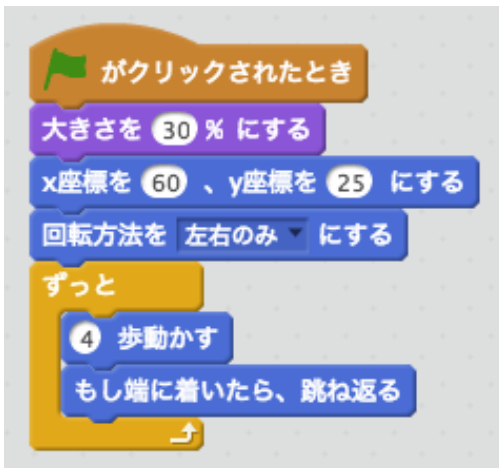 がクリックされたとき
大きさを 30 % にする
x座標を 60 、y座標を 25 にする
回転方法を 左右のみ にする
ずっと
4 歩動かす
もし端に着いたら、跳ね返る